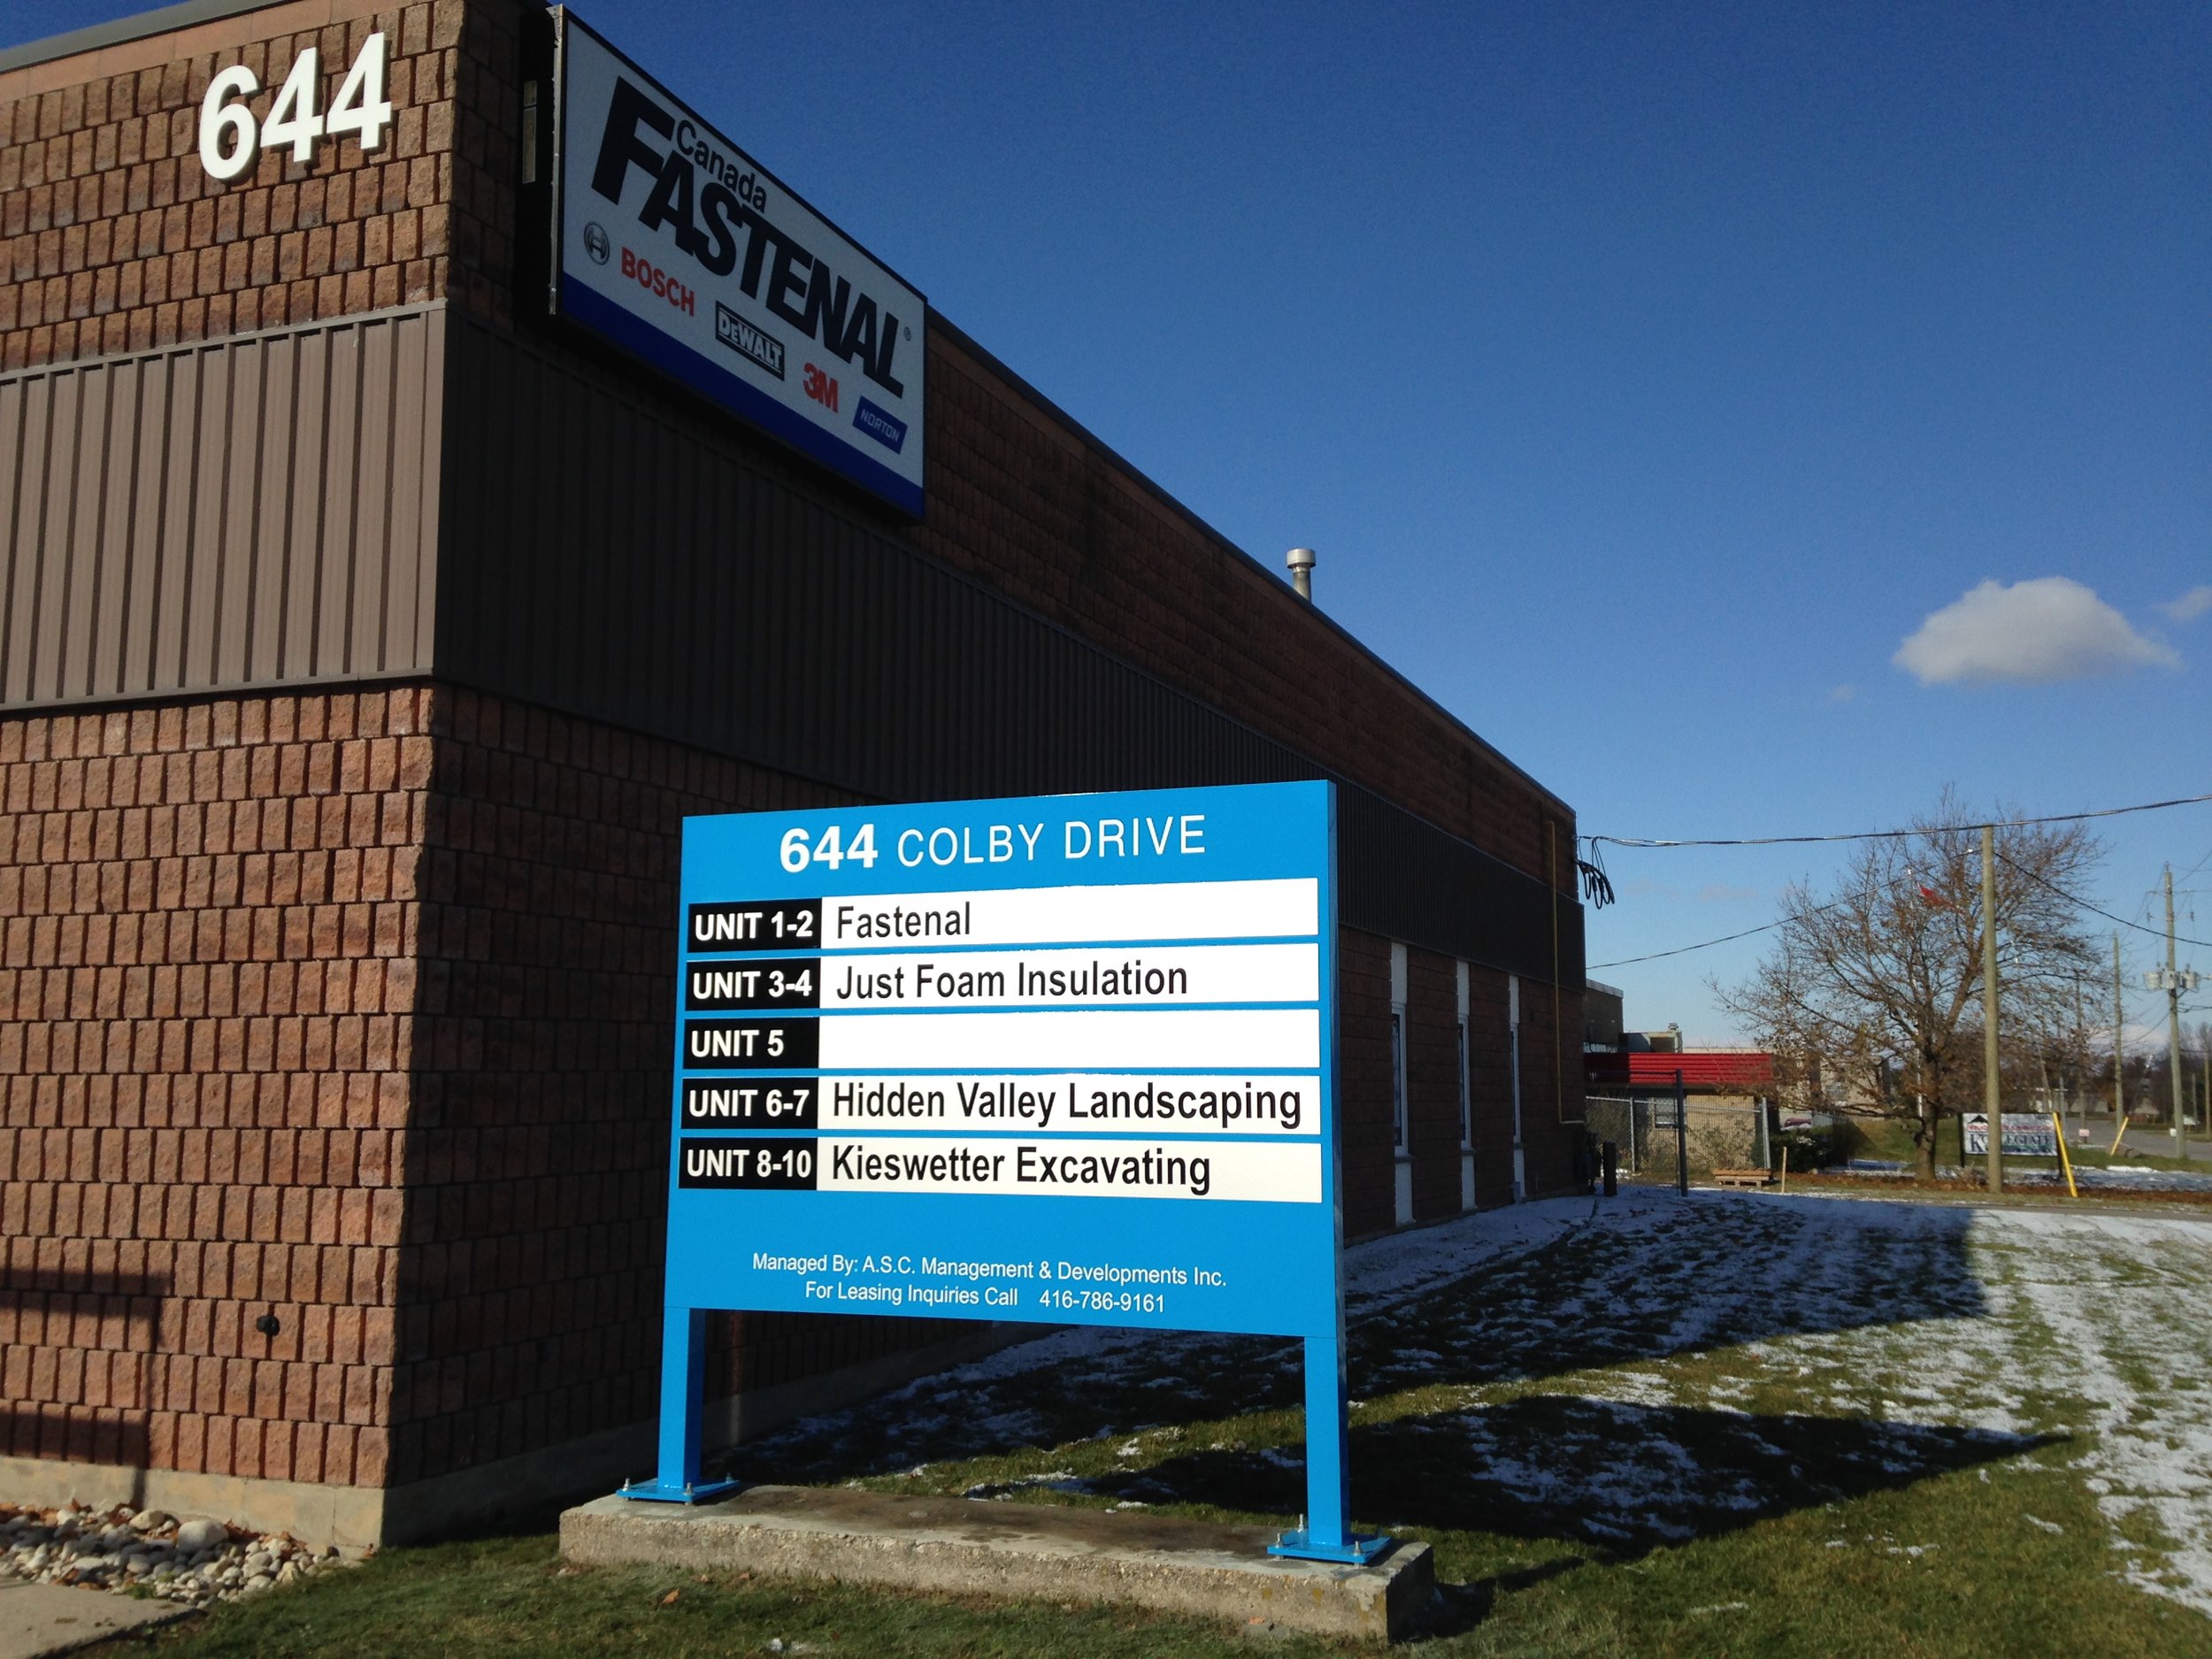 644
Canada
FASTENAL®
BOSCH
DEWALT
3M
NORTON
644 COLBY DRIVE
UNIT 1-2 Fastenal
UNIT 3-4 Just Foam Insulation
UNIT 5
UNIT 6-7 Hidden Valley Landscaping
UNIT 8-10 Kieswetter Excavating
Managed By: A.S.C. Management & Developments Inc.
For Leasing Inquiries Call 416-786-9161